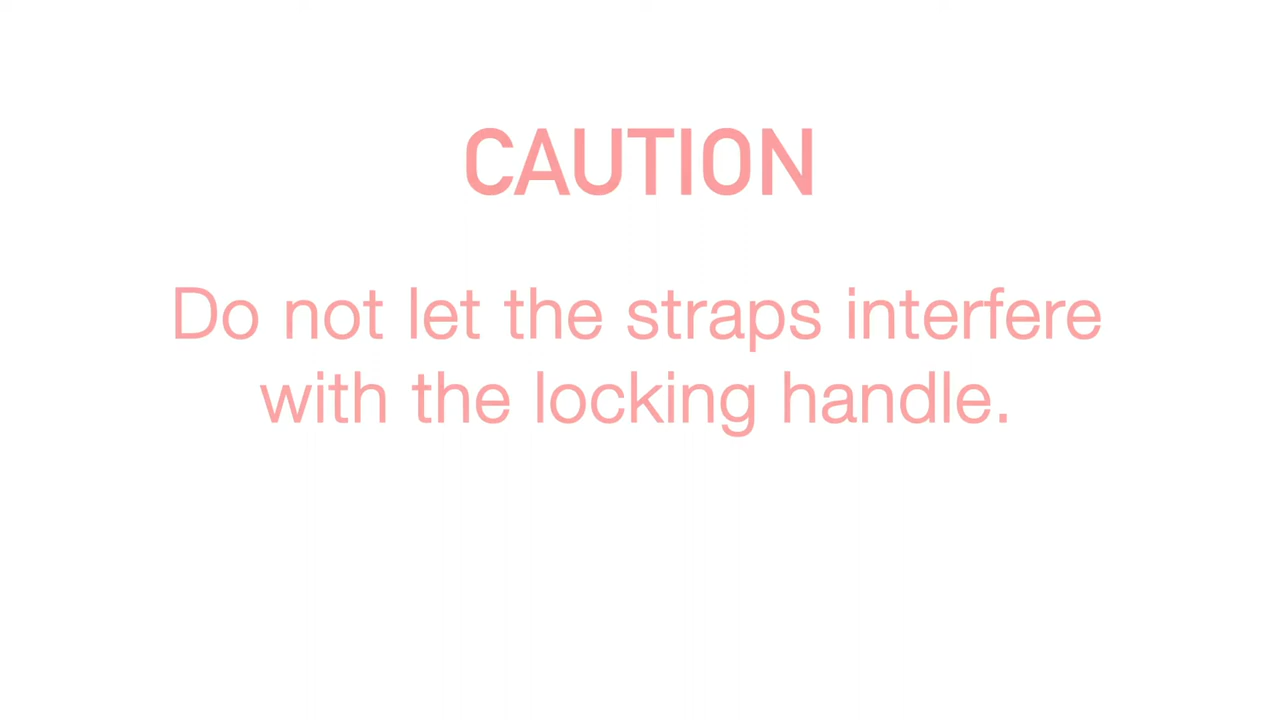 CAUTION
Do not let the straps interfere
with the locking handle.